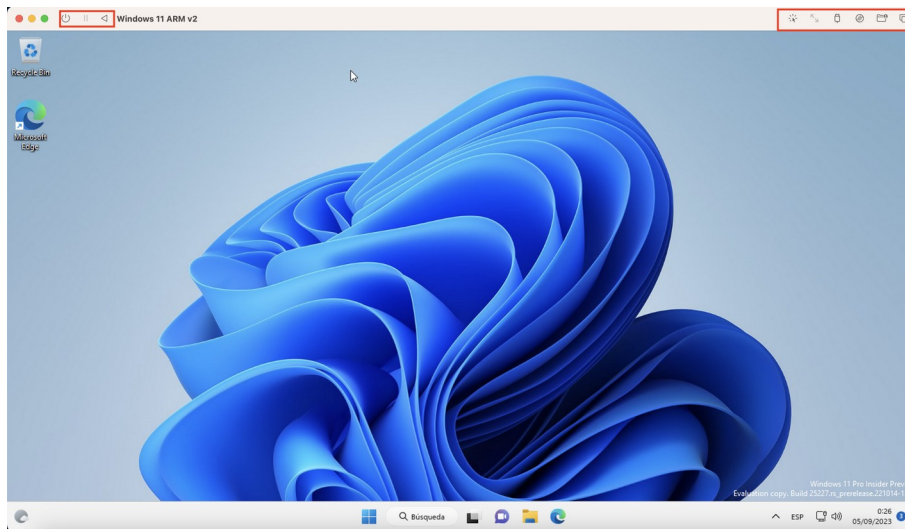 Windows 11 ARM v2
Recycle Bin
Microsoft
Edge
Windows 11 Pro Insider Prev
Evaluation copy. Build 25227.rs_prerelease.221014-1
Búsqueda
ESP
0:26
05/09/2023